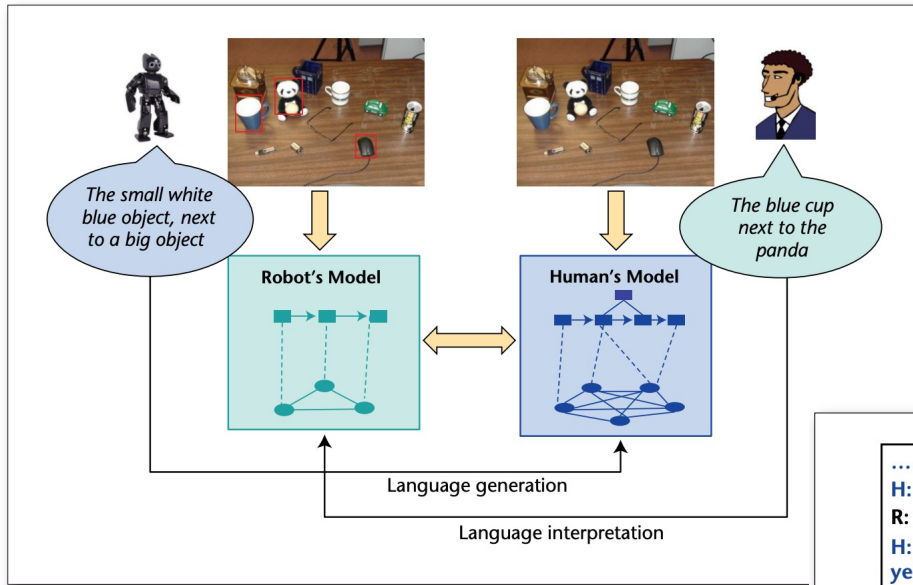 The small white
blue object, next
to a big object
The blue cup
next to the
panda
Robot's Model
Human's Model
Language generation
Language interpretation
...
H:
R:
H:
ye